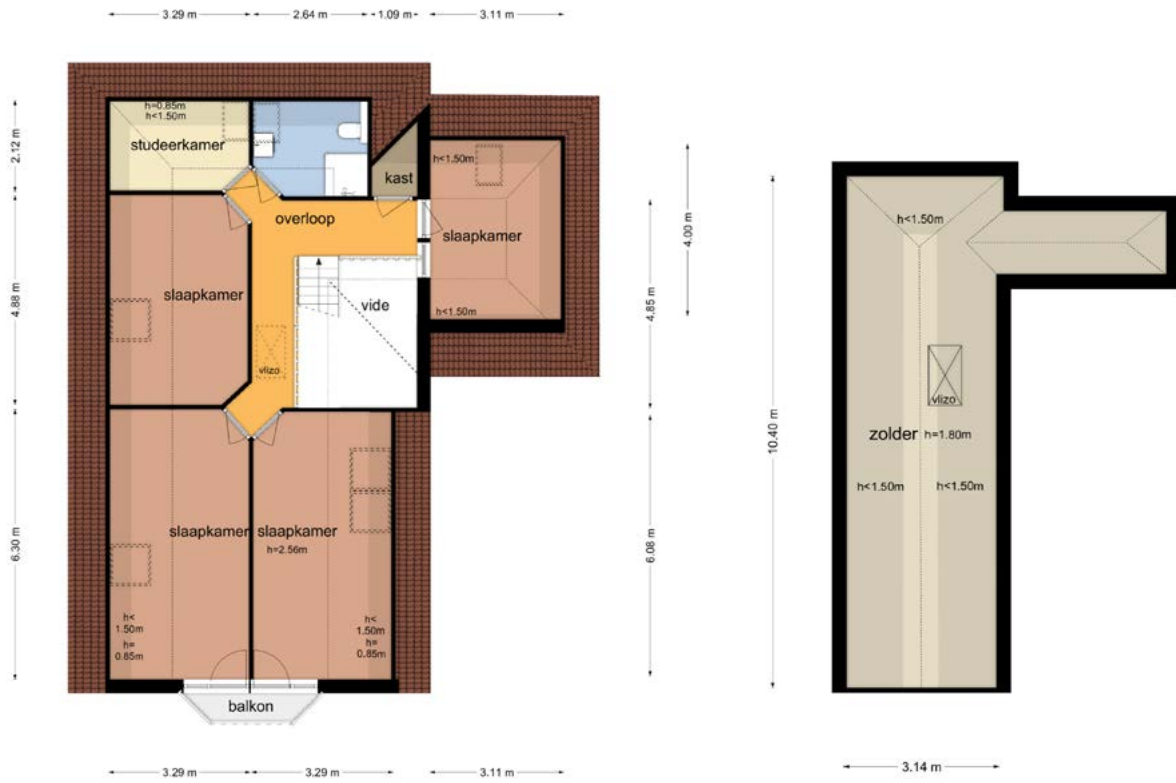 3.29 m
2.64 m
1.09 m
3.11 m
2.12 m
4.88 m
6.30 m
h=0.85m
h<1.50m
studeerkamer
kast
h<1.50m
overloop
slaapkamer
slaapkamer
vide
h<1.50m
vlizo
slaapkamer
slaapkamer
h=2.56m
h<
1.50m
h=
0.85m
h<
1.50m
h=
0.85m
balkon
4.00 m
4.85 m
6.08 m
3.29 m
3.29 m
3.11 m
10.40 m
h<1.50m
vlizo
zolder
h=1.80m
h<1.50m
h<1.50m
3.14 m